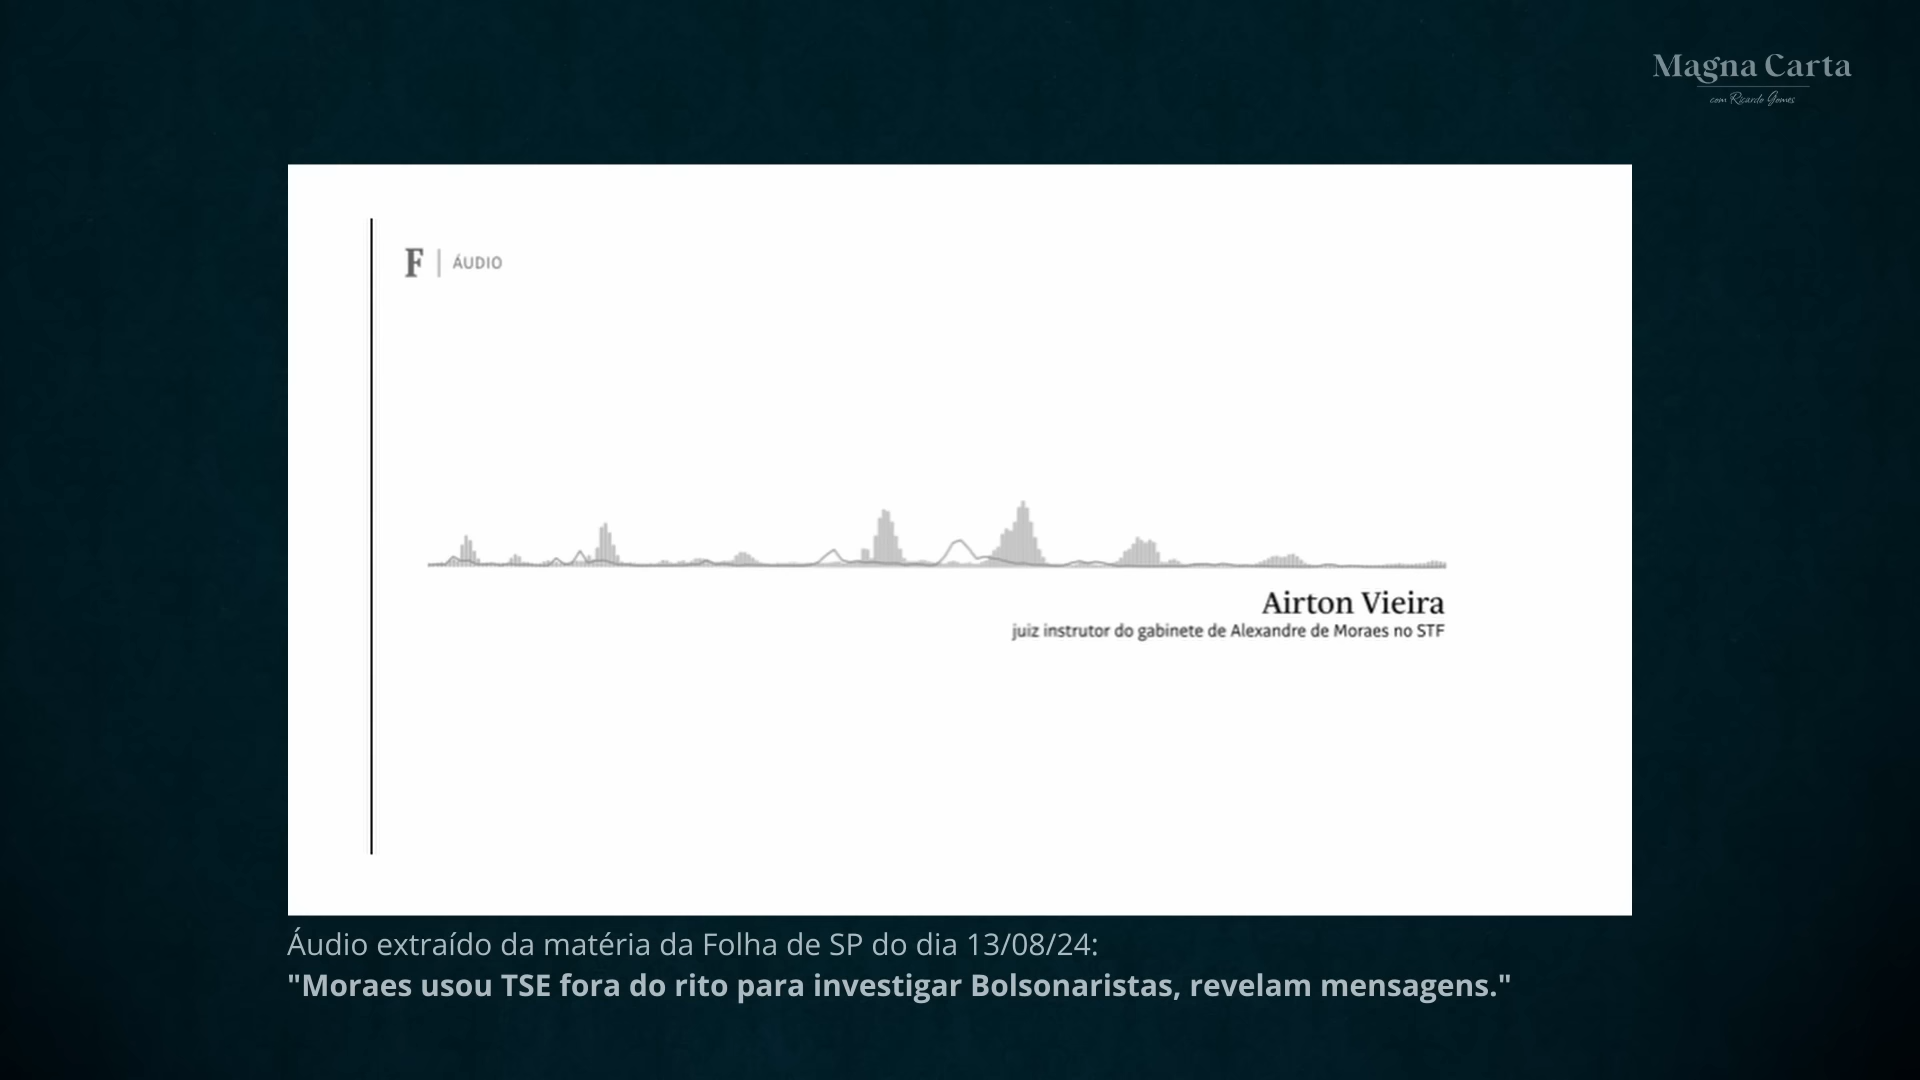 Magna Carta
com Ricardo Gomes
F | ÁUDIO
Airton Vieira
juiz instrutor do gabinete de Alexandre de Moraes no STF
Áudio extraído da matéria da Folha de SP do dia 13/08/24:
"Moraes usou TSE fora do rito para investigar Bolsonaristas, revelam mensagens."